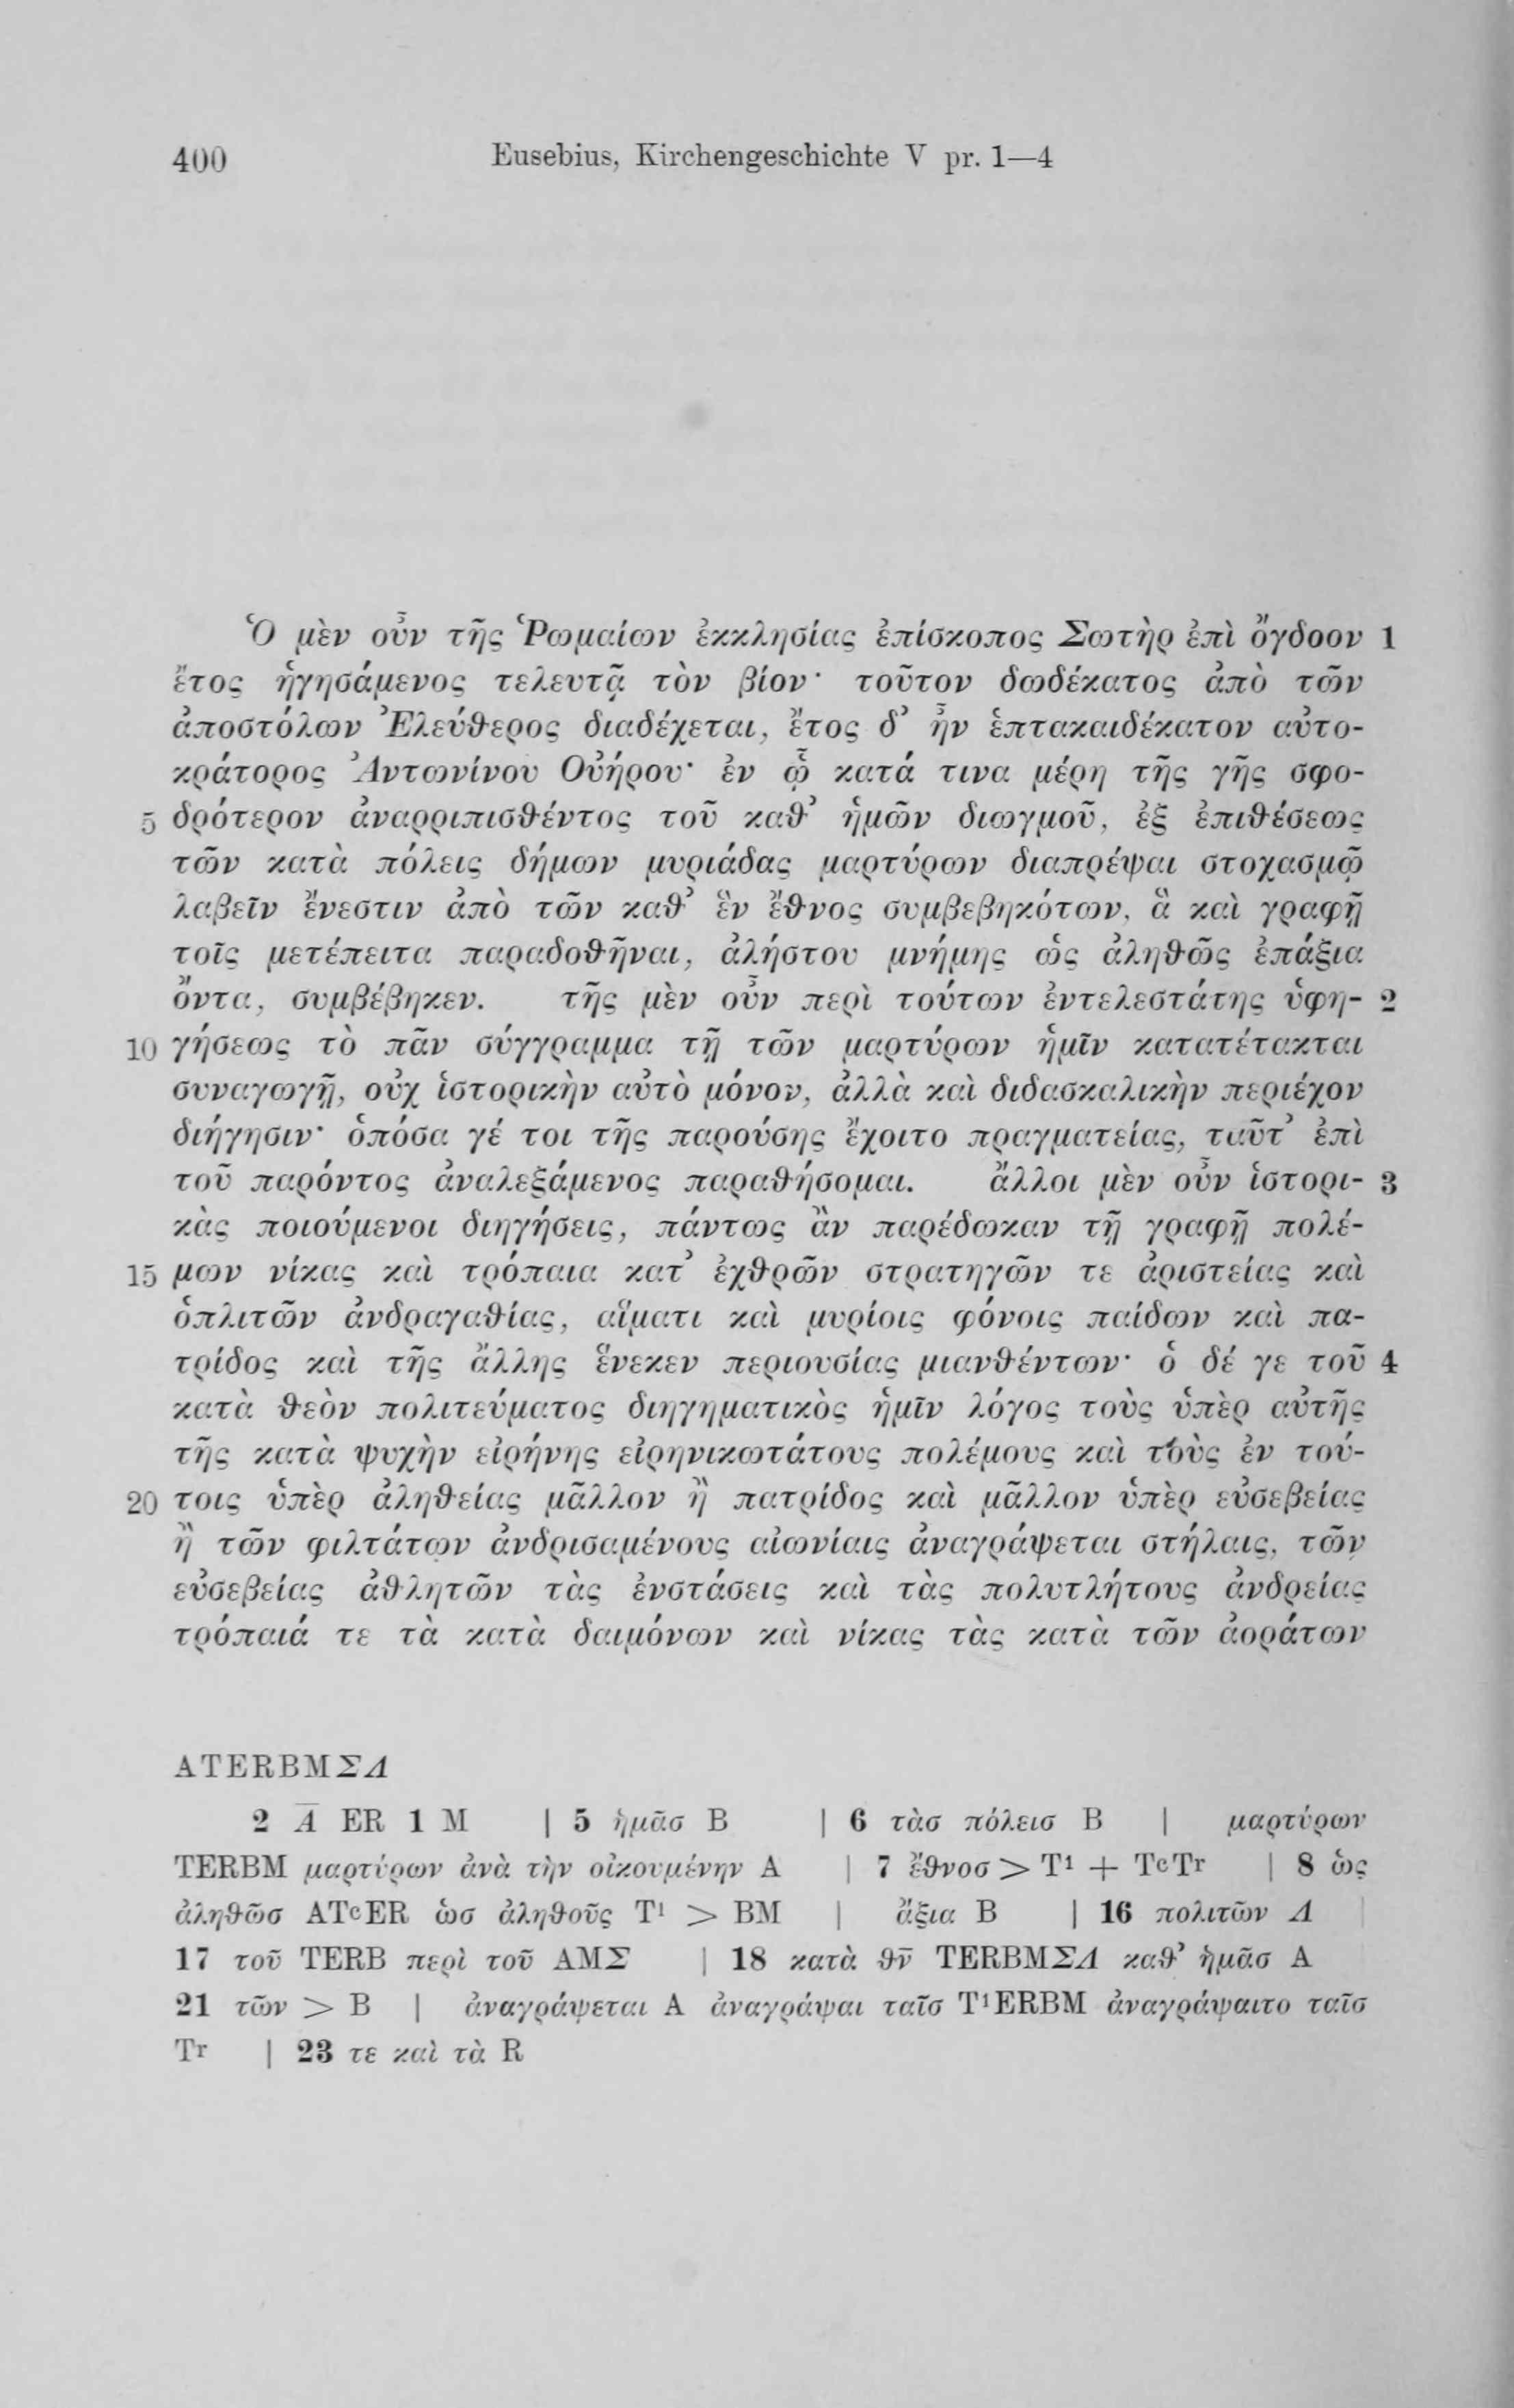 400 Eusebius, Kirchengeschichte V pr. 1—4
Ὁ μὲν οὖν τῆς Ῥωμαίων ἐκκλησίας ἐπίσκοπος Σωτὴρ ἐπὶ ὄγδοον 1
ἔτος ἡγησάμενος τελευτᾷ τὸν βίον· τοῦτον δωδέκατος ἀπὸ τῶν
ἀποστόλων Ἐλεύθερος διαδέχεται, ἔτος δ' ἦν ἑπτακαιδέκατον αὐτο-
κράτορος Ἀντωνίνου Οὐήρου· ἐν ᾧ κατά τινα μέρη τῆς γῆς σφο-
5 δρότερον ἀναρριπισθέντος τοῦ καθ' ἡμῶν διωγμοῦ, ἐξ ἐπιθέσεως
τῶν κατὰ πόλεις δήμων μυριάδας μαρτύρων διαπρέψαι στοχασμῷ
λαβεῖν ἔνεστιν ἀπὸ τῶν καθ' ἓν ἔθνος συμβεβηκότων, ἃ καὶ γραφῇ
τοῖς μετέπειτα παραδοθῆναι, ἀλήστου μνήμης ὡς ἀληθῶς ἐπάξια
ὄντα, συμβέβηκεν. τῆς μὲν οὖν περὶ τούτων ἐντελεστάτης ὑφη- 2
10 γήσεως τὸ πᾶν σύγγραμμα τῇ τῶν μαρτύρων ἡμῖν κατατέτακται
συναγωγῇ, οὐχ ἱστορικὴν αὐτὸ μόνον, ἀλλὰ καὶ διδασκαλικὴν περιέχον
διήγησιν· ὁπόσα γέ τοι τῆς παρούσης ἔχοιτο πραγματείας, ταῦτ' ἐπὶ
τοῦ παρόντος ἀναλεξάμενος παραθήσομαι. ἄλλοι μὲν οὖν ἱστορι- 3
κὰς ποιούμενοι διηγήσεις, πάντως ἂν παρέδωκαν τῇ γραφῇ πολέ-
15 μων νίκας καὶ τρόπαια κατ' ἐχθρῶν στρατηγῶν τε ἀριστείας καὶ
ὁπλιτῶν ἀνδραγαθίας, αἵματι καὶ μυρίοις φόνοις παίδων καὶ πα-
τρίδος καὶ τῆς ἄλλης ἕνεκεν περιουσίας μιανθέντων· ὁ δέ γε τοῦ 4
κατὰ θεὸν πολιτεύματος διηγηματικὸς ἡμῖν λόγος τοὺς ὑπὲρ αὐτῆς
τῆς κατὰ ψυχὴν εἰρήνης εἰρηνικωτάτους πολέμους καὶ τοὺς ἐν τού-
20 τοις ὑπὲρ ἀληθείας μᾶλλον ἢ πατρίδος καὶ μᾶλλον ὑπὲρ εὐσεβείας
ἢ τῶν φιλτάτων ἀνδρισαμένους αἰωνίαις ἀναγράψεται στήλαις, τῶν
εὐσεβείας ἀθλητῶν τὰς ἐνστάσεις καὶ τὰς πολυτλήτους ἀνδρείας
τρόπαιά τε τὰ κατὰ δαιμόνων καὶ νίκας τὰς κατὰ τῶν ἀοράτων
ATERBMΣΛ
2 Α̅ ER 1 M | 5 ἡμᾶσ B | 6 τὰσ πόλεισ B | μαρτύρων
TERBM μαρτύρων ἀνὰ τὴν οἰκουμένην A | 7 ἔθνοσ > T¹ + TᶜTʳ | 8 ὡς
ἀληθῶσ ATᶜER ὡσ ἀληθοῦς T¹ > BM | ἄξια B | 16 πολιτῶν Λ
17 τοῦ TERB περὶ τοῦ AMΣ | 18 κατὰ θν̅ TERBMΣΛ καθ' ἡμᾶσ A
21 τῶν > B | ἀναγράψεται A ἀναγράψαι ταῖσ T¹ERBM ἀναγράψαιτο ταῖσ
Tʳ | 23 τε καὶ τὰ R